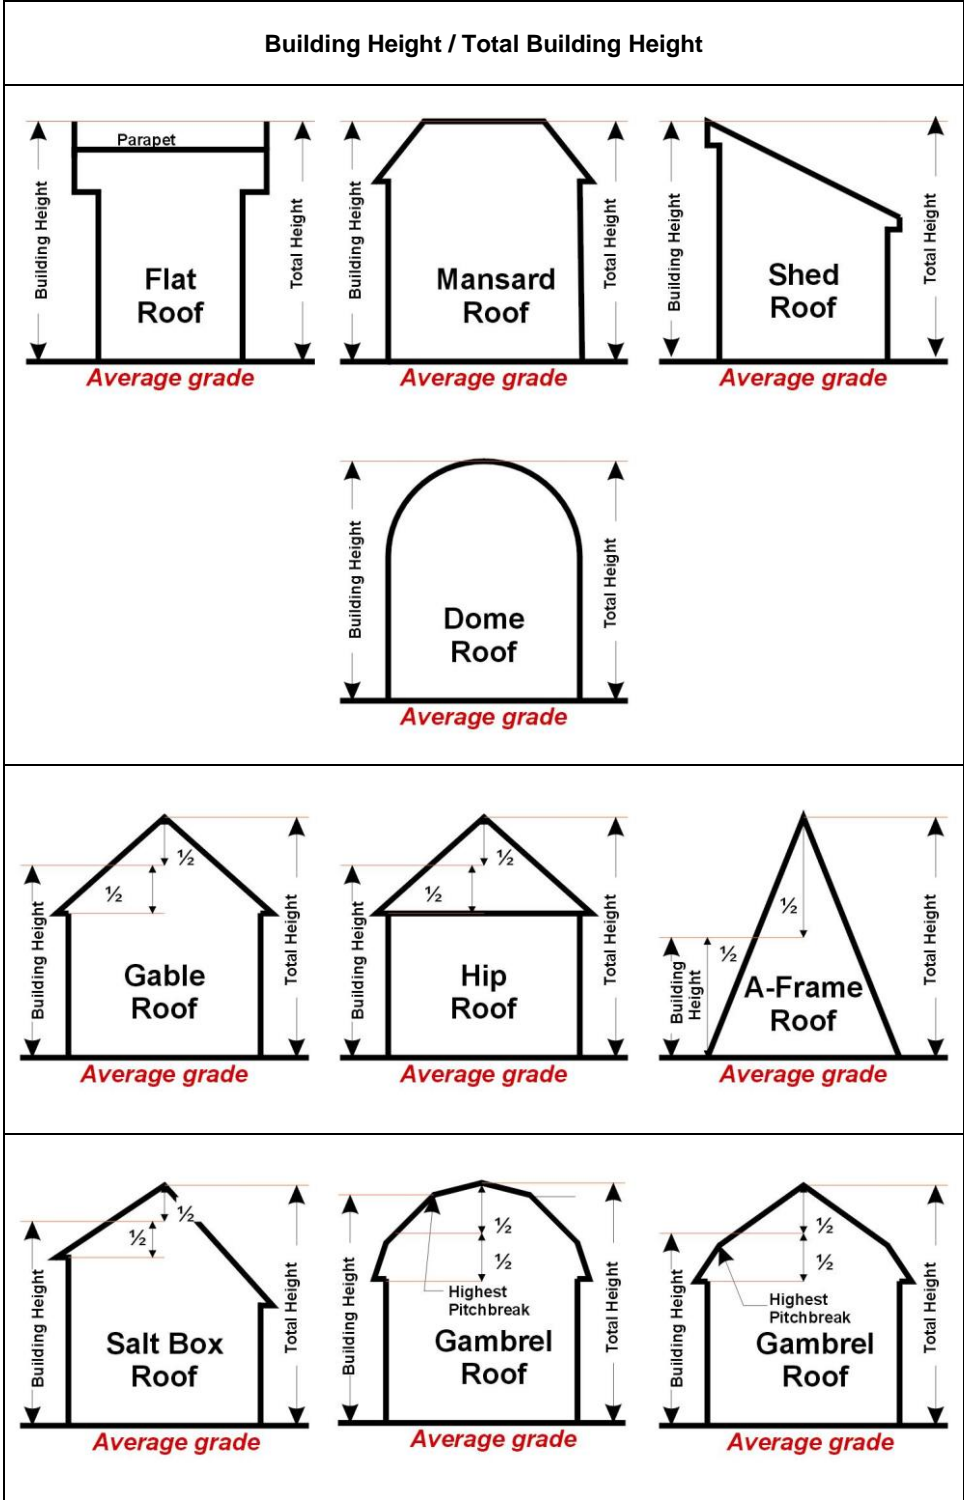 Building Height / Total Building Height
Building Height
Parapet
Flat
Roof
Total Height
Average grade
Building Height
Mansard
Roof
Total Height
Average grade
Building Height
Shed
Roof
Total Height
Average grade
Building Height
Dome
Roof
Total Height
Average grade
Building Height
½
½
Gable
Roof
Total Height
Average grade
Building Height
½
½
Hip
Roof
Total Height
Average grade
Building
Height
½
½
A-Frame
Roof
Total Height
Average grade
Building Height
½
½
Salt Box
Roof
Total Height
Average grade
Building Height
½
½
Highest
Pitchbreak
Gambrel
Roof
Total Height
Average grade
Building Height
½
½
Highest
Pitchbreak
Gambrel
Roof
Total Height
Average grade